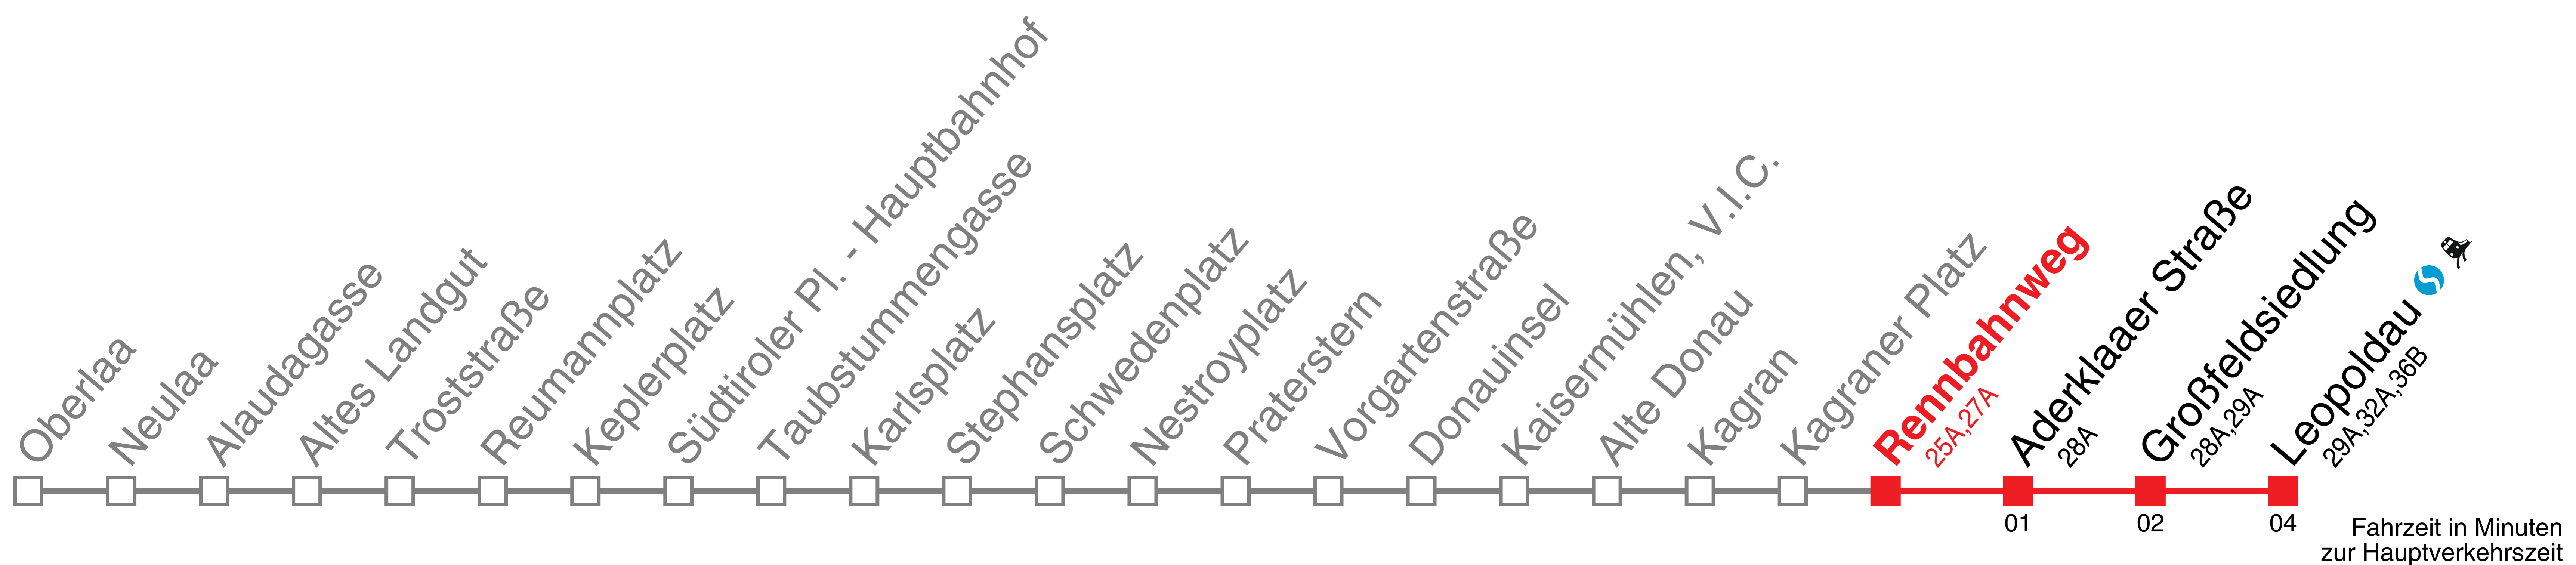 Oberlaa
Neulaa
Alaudagasse
Altes Landgut
Troststraße
Reumannplatz
Keplerplatz
Südtiroler Pl. - Hauptbahnhof
Taubstummengasse
Karlsplatz
Stephansplatz
Schwedenplatz
Nestroyplatz
Praterstern
Vorgartenstraße
Donauinsel
Kaisermühlen, V.I.C.
Alte Donau
Kagran
Kagraner Platz
Rennbahnweg
25A,27A
Aderklaaer Straße
28A
Großfeldsiedlung
28A,29A
Leopoldau
29A,32A,36B
01
02
04
Fahrzeit in Minuten
zur Hauptverkehrszeit